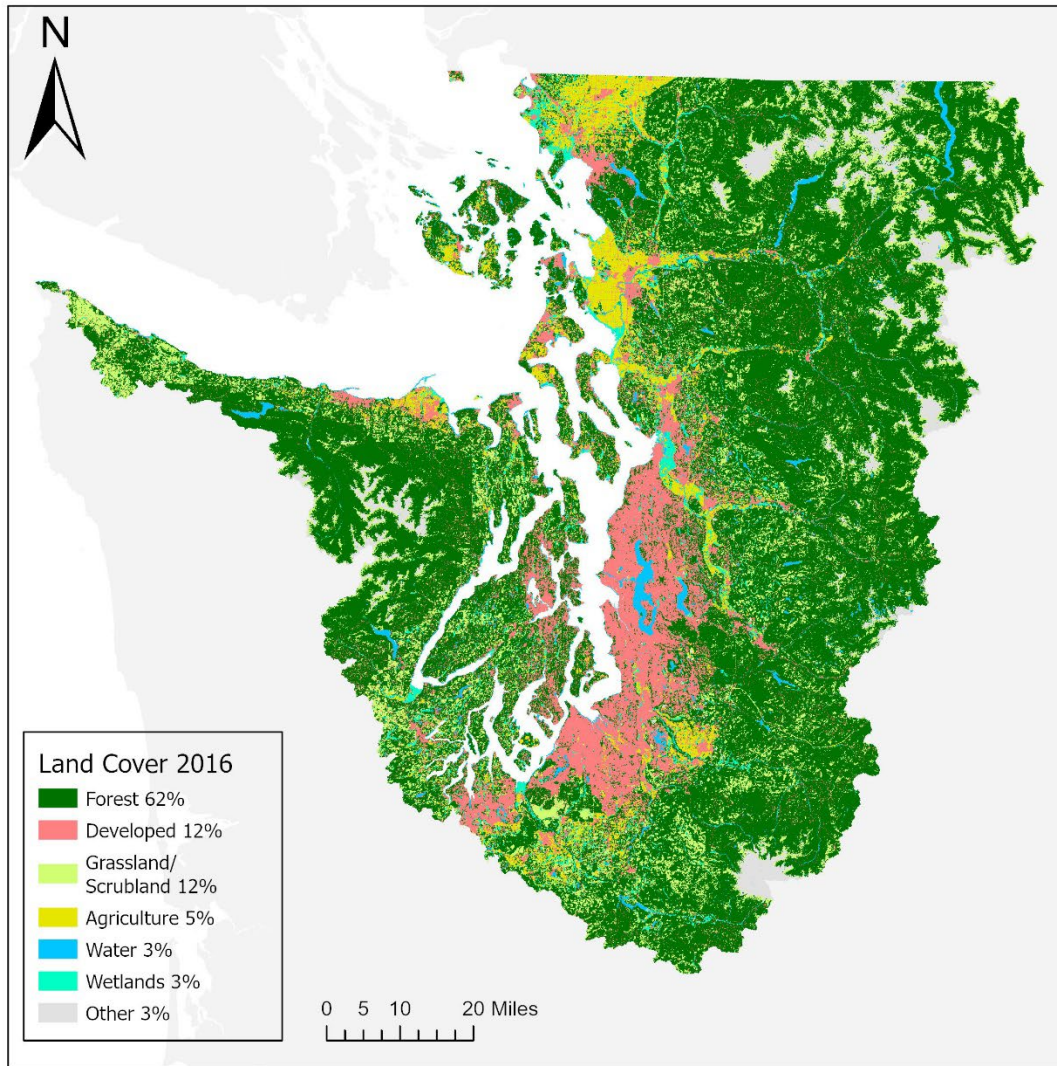 N
Land Cover 2016
Forest 62%
Developed 12%
Grassland/
Scrubland 12%
Agriculture 5%
Water 3%
Wetlands 3%
Other 3%
0 5 10 20 Miles